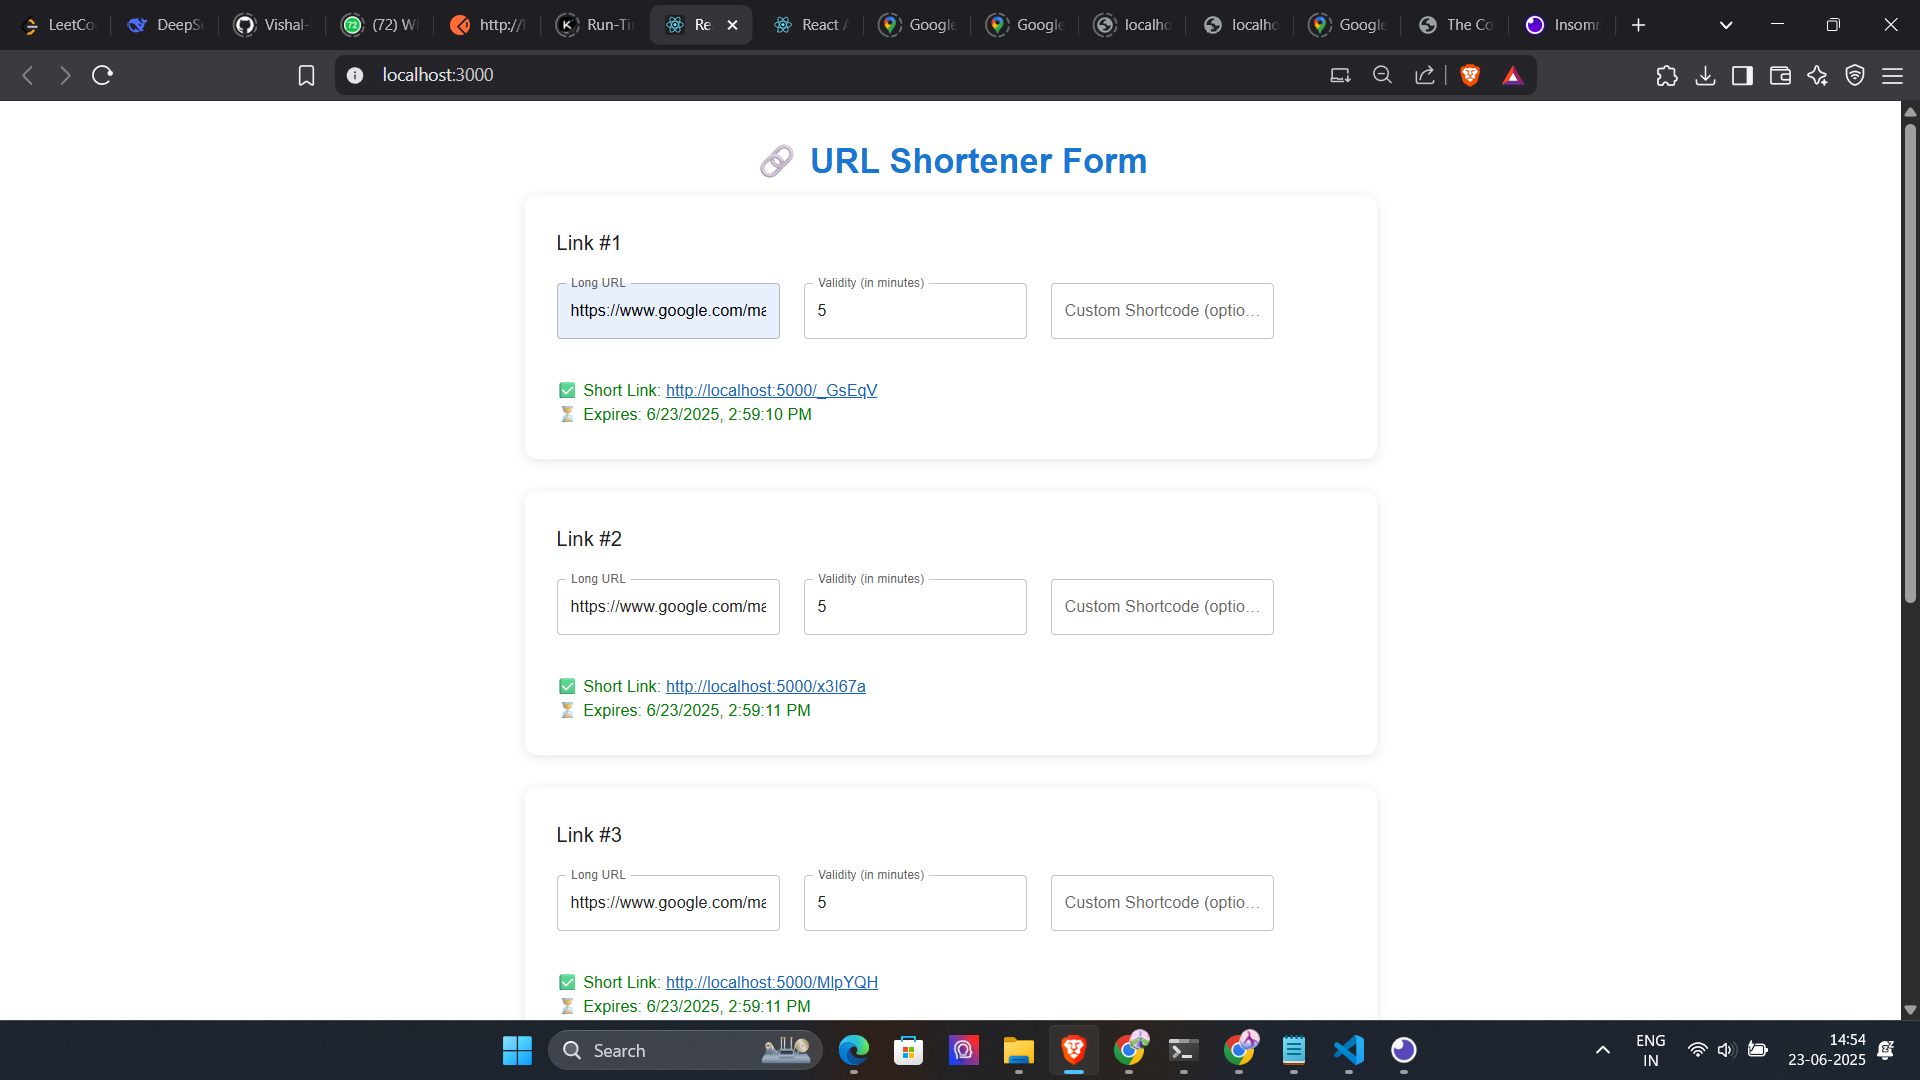 LeetCo
DeepSe
Vishal-
(72) W
http://l
Run-Ti
Re
React A
Google
Google
localho
localho
Google
The Co
Insomn
localhost:3000
URL Shortener Form
Link #1
Long URL
Validity (in minutes)
https://www.google.com/ma
5
Custom Shortcode (optio...
Short Link: http://localhost:5000/_GsEqV
Expires: 6/23/2025, 2:59:10 PM
Link #2
Long URL
Validity (in minutes)
https://www.google.com/ma
5
Custom Shortcode (optio...
Short Link: http://localhost:5000/x3l67a
Expires: 6/23/2025, 2:59:11 PM
Link #3
Long URL
Validity (in minutes)
https://www.google.com/ma
5
Custom Shortcode (optio...
Short Link: http://localhost:5000/MlpYQH
Expires: 6/23/2025, 2:59:11 PM
Search
ENG
IN
14:54
23-06-2025